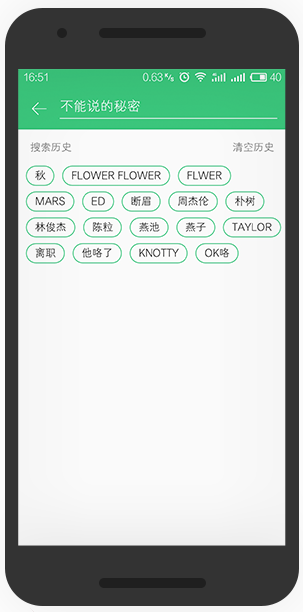 16:51 0.63 K/s 40
不能说的秘密
搜索历史 清空历史
秋 FLOWER FLOWER FLWER
MARS ED 断眉 周杰伦 朴树
林俊杰 陈粒 燕池 燕子 TAYLOR
离职 他咯了 KNOTTY OK咯